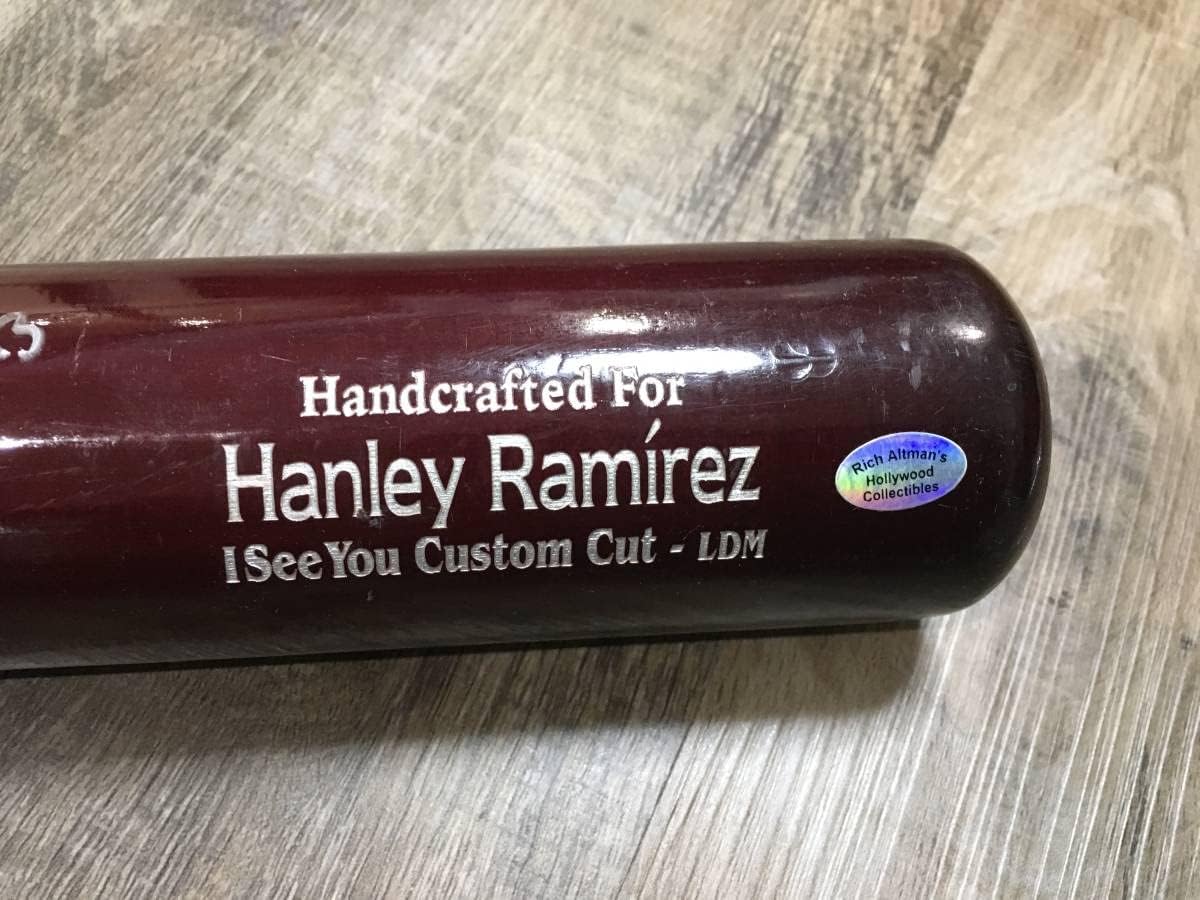 Handcrafted For
Hanley Ramírez
I See You Custom Cut - LDM
Rich Altman's
Hollywood
Collectibles